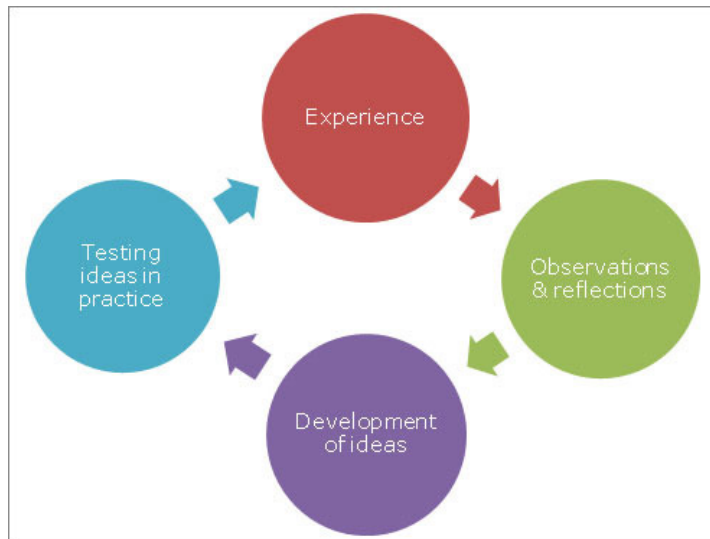 Experience
Observations
& reflections
Development
of ideas
Testing
ideas in
practice